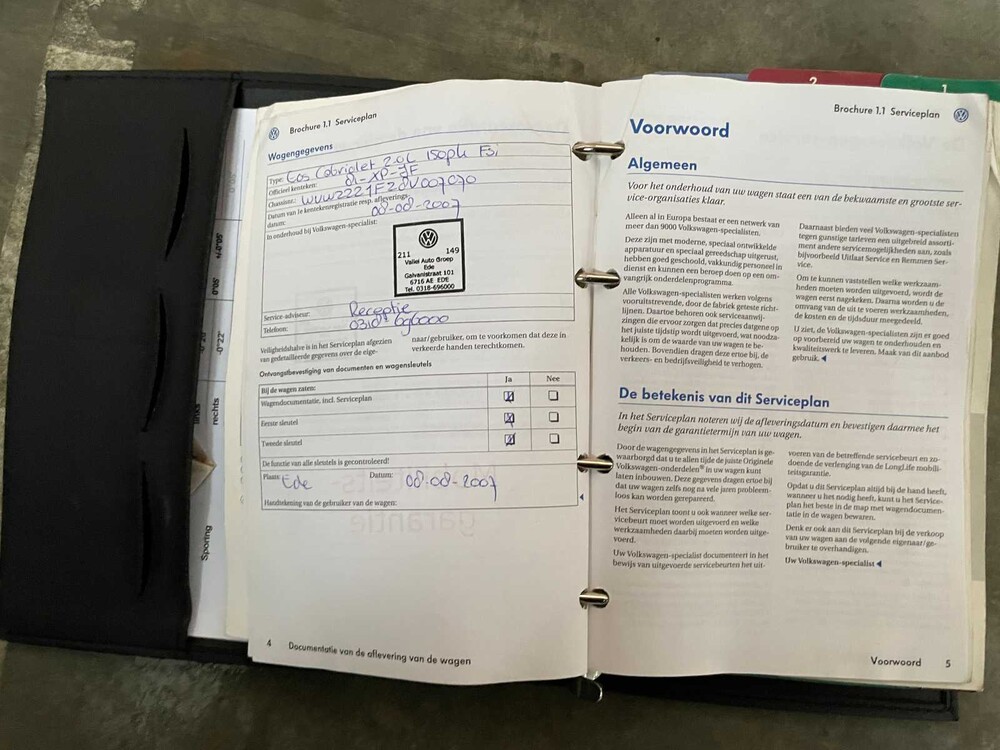 Brochure 1.1 Serviceplan
Wagengegevens
Type: Eos Cabriolet 2.0L 150pk FSi
Officieel kenteken: 01-XP-JF
Chassisnr.: WVWZZZ1FZ8V007070
Datum van 1e kentekenregistratie resp. afleverings-
datum: 08-08-2007
In onderhoud bij Volkswagen-specialist:
211 149
Vallei Auto Groep
Ede
Galvanistraat 101
6716 AE EDE
Tel. 0318-696000
Service-adviseur: Receptie
Telefoon: 0318-696000
Veiligheidshalve is in het Serviceplan afgezien
van gedetailleerde gegevens over de eige-
naar/gebruiker, om te voorkomen dat deze in
verkeerde handen terechtkomen.
Ontvangstbevestiging van documenten en wagensleutels
Bij de wagen zaten: Ja Nee
Wagendocumentatie, incl. Serviceplan
Eerste sleutel
Tweede sleutel
De functie van alle sleutels is gecontroleerd!
Plaats: Ede Datum: 08-08-2007
Handtekening van de gebruiker van de wagen:
4 Documentatie van de aflevering van de wagen
links
rechts
Sporing
2
1
Brochure 1.1 Serviceplan
Voorwoord
Algemeen
Voor het onderhoud van uw wagen staat een van de bekwaamste en grootste ser-
vice-organisaties klaar.
Alleen al in Europa bestaat er een netwerk van
meer dan 9000 Volkswagen-specialisten.
Deze zijn met moderne, speciaal ontwikkelde
apparatuur en speciaal gereedschap uitgerust,
hebben goed geschoold, vakkundig personeel in
dienst en kunnen een beroep doen op een om-
vangrijk onderdelenprogramma.
Alle Volkswagen-specialisten werken volgens
vooruitstrevende, door de fabriek geteste richt-
lijnen. Daartoe behoren ook serviceaanwij-
zingen die ervoor zorgen dat precies datgene op
het juiste tijdstip wordt uitgevoerd, wat noodza-
kelijk is om de waarde van uw wagen te be-
houden. Bovendien dragen deze ertoe bij, de
verkeers- en bedrijfsveiligheid te verhogen.
Daarnaast bieden veel Volkswagen-specialisten
tegen gunstige tarieven een uitgebreid assorti-
ment andere servicemogelijkheden aan, zoals
bijvoorbeeld Uitlaat Service en Remmen Ser-
vice.
Om te kunnen vaststellen welke werkzaam-
heden moeten worden uitgevoerd, wordt de
wagen eerst nagekeken. Daarna worden u de
omvang van de uit te voeren werkzaamheden,
de kosten en de tijdsduur meegedeeld.
U ziet, de Volkswagen-specialisten zijn er goed
op voorbereid uw wagen te onderhouden en
kwaliteitswerk te leveren. Maak van dit aanbod
gebruik.
De betekenis van dit Serviceplan
In het Serviceplan noteren wij de afleveringsdatum en bevestigen daarmee het
begin van de garantietermijn van uw wagen.
Door de wagengegevens in het Serviceplan is ge-
waarborgd dat u te allen tijde de juiste Originele
Volkswagen-onderdelen® in uw wagen kunt
laten inbouwen. Deze gegevens dragen ertoe bij
dat uw wagen zelfs nog na vele jaren probleem-
loos kan worden gerepareerd.
Het Serviceplan toont u ook wanneer welke ser-
vicebeurt moet worden uitgevoerd en welke
werkzaamheden daarbij moeten worden uitge-
voerd.
Uw Volkswagen-specialist documenteert in het
bewijs van uitgevoerde servicebeurten het uit-
voeren van de betreffende servicebeurt en zo-
doende de verlenging van de LongLife mobili-
teitsgarantie.
Opdat u dit Serviceplan altijd bij de hand heeft,
wanneer u het nodig heeft, kunt u het Service-
plan het beste in de map met wagendocumen-
tatie in de wagen bewaren.
Denk er ook aan dit Serviceplan bij de verkoop
van uw wagen aan de volgende eigenaar/ge-
bruiker te overhandigen.
Uw Volkswagen-specialist
Voorwoord 5